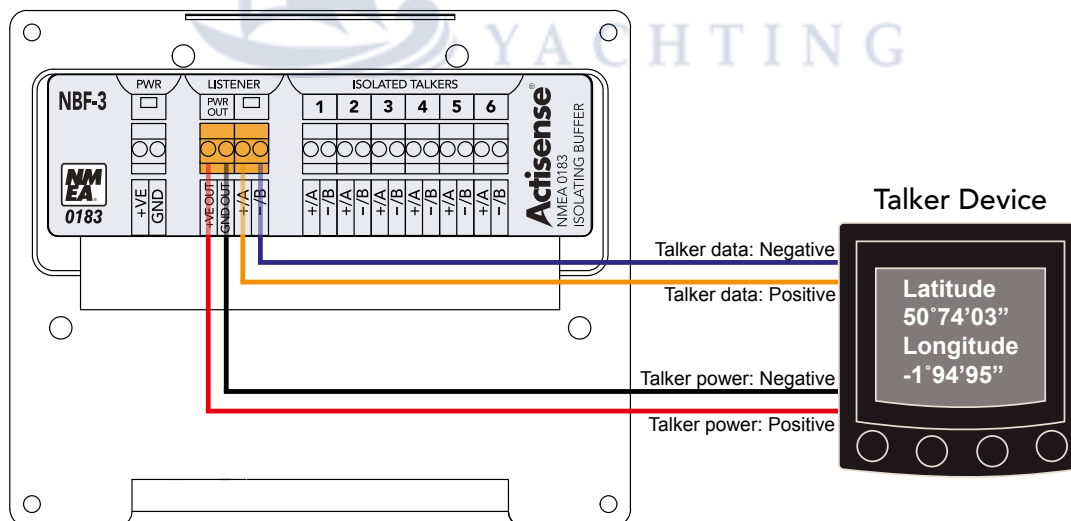 YACHTING
NBF-3
PWR
LISTENER
ISOLATED TALKERS
PWR
OUT
1 2 3 4 5 6
NM
EA®
0183
+VE
GND
+VE OUT
GND OUT
+/A
-/B
+/A
-/B
+/A
-/B
+/A
-/B
+/A
-/B
+/A
-/B
+/A
-/B
Actisense®
NMEA 0183
ISOLATING BUFFER
Talker Device
Talker data: Negative
Talker data: Positive
Latitude
50°74’03”
Longitude
-1°94’95”
Talker power: Negative
Talker power: Positive